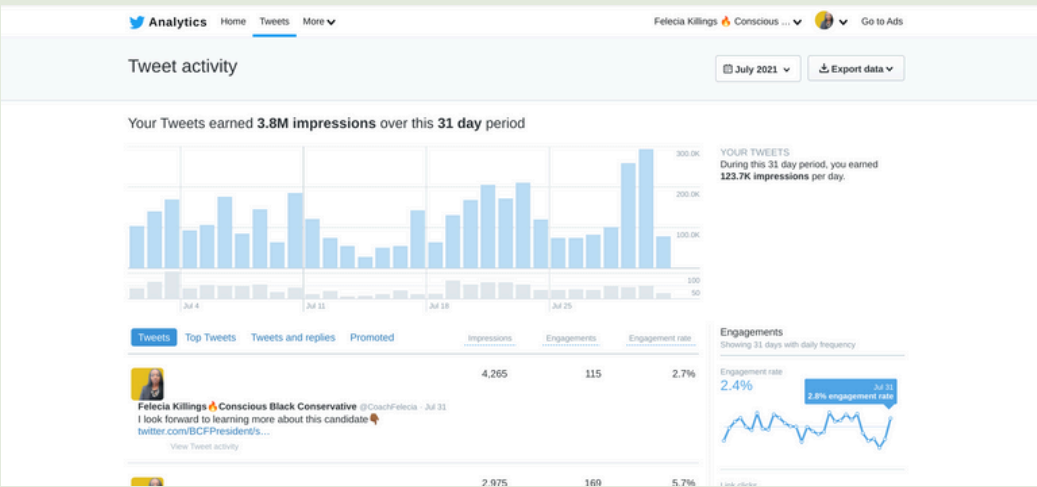 Analytics Home Tweets More Felecia Killings🔥 Conscious ... Go to Ads
Tweet activity
July 2021 Export data
Your Tweets earned 3.8M impressions over this 31 day period
300.0K
200.0K
100.0K
100
50
Jul 4 Jul 11 Jul 18 Jul 25
YOUR TWEETS
During this 31 day period, you earned
123.7K impressions per day.
Tweets Top Tweets Tweets and replies Promoted Impressions Engagements Engagement rate
4,265 115 2.7%
Felecia Killings🔥Conscious Black Conservative @CoachFelecia · Jul 31
I look forward to learning more about this candidate👇🏾
twitter.com/BCFPresident/s…
View Tweet activity
2,975 169 5.7%
Engagements
Showing 31 days with daily frequency
Engagement rate
2.4%
Jul 31
2.8% engagement rate
Link clicks